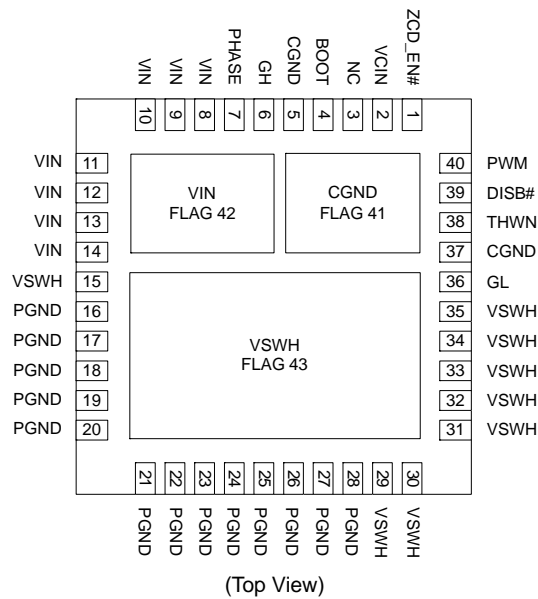 VIN VIN VIN PHASE GH CGND BOOT NC VCIN ZCD_EN#
10 9 8 7 6 5 4 3 2 1
VIN 11
VIN 12
VIN 13
VIN 14
VSWH 15
PGND 16
PGND 17
PGND 18
PGND 19
PGND 20
VIN
FLAG 42
CGND
FLAG 41
VSWH
FLAG 43
40 PWM
39 DISB#
38 THWN
37 CGND
36 GL
35 VSWH
34 VSWH
33 VSWH
32 VSWH
31 VSWH
21 22 23 24 25 26 27 28 29 30
PGND PGND PGND PGND PGND PGND PGND PGND VSWH VSWH
(Top View)